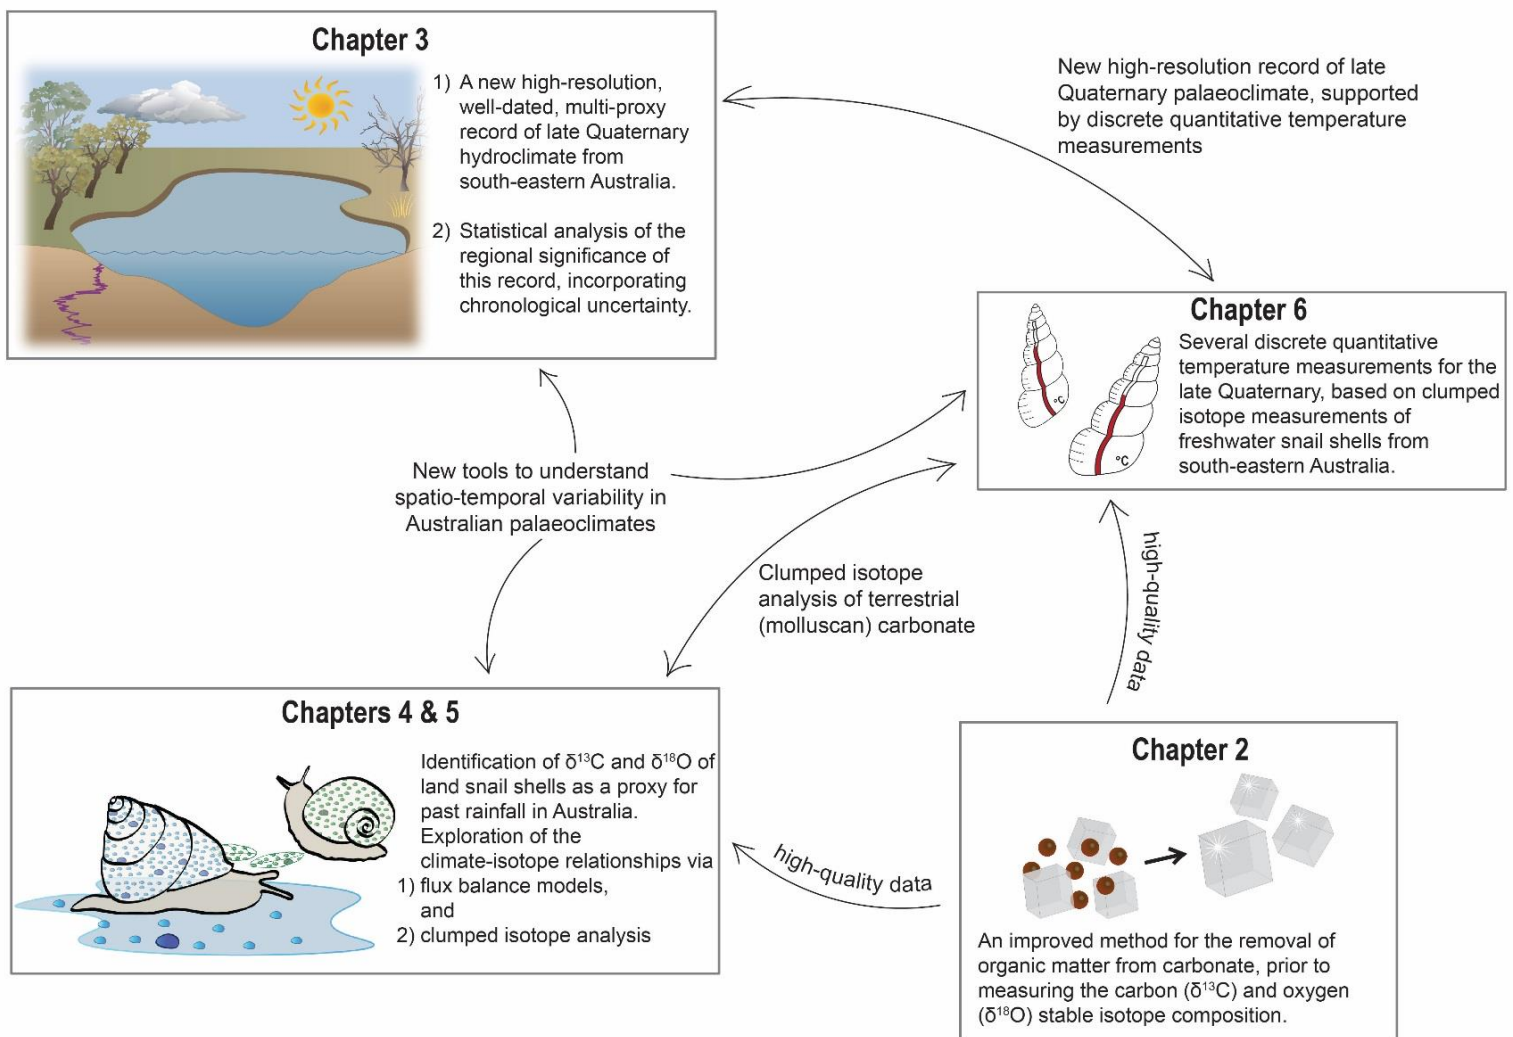 Chapter 3
1) A new high-resolution,
well-dated, multi-proxy
record of late Quaternary
hydroclimate from
south-eastern Australia.
2) Statistical analysis of the
regional significance of
this record, incorporating
chronological uncertainty.
New high-resolution record of late
Quaternary palaeoclimate, supported
by discrete quantitative temperature
measurements
Chapter 6
Several discrete quantitative
temperature measurements for the
late Quaternary, based on clumped
isotope measurements of
freshwater snail shells from
south-eastern Australia.
°C
°C
New tools to understand
spatio-temporal variability in
Australian palaeoclimates
Clumped isotope
analysis of terrestrial
(molluscan) carbonate
high-quality data
Chapters 4 & 5
Identification of δ¹³C and δ¹⁸O of
land snail shells as a proxy for
past rainfall in Australia.
Exploration of the
climate-isotope relationships via
1) flux balance models,
and
2) clumped isotope analysis
high-quality data
Chapter 2
An improved method for the removal of
organic matter from carbonate, prior to
measuring the carbon (δ¹³C) and oxygen
(δ¹⁸O) stable isotope composition.